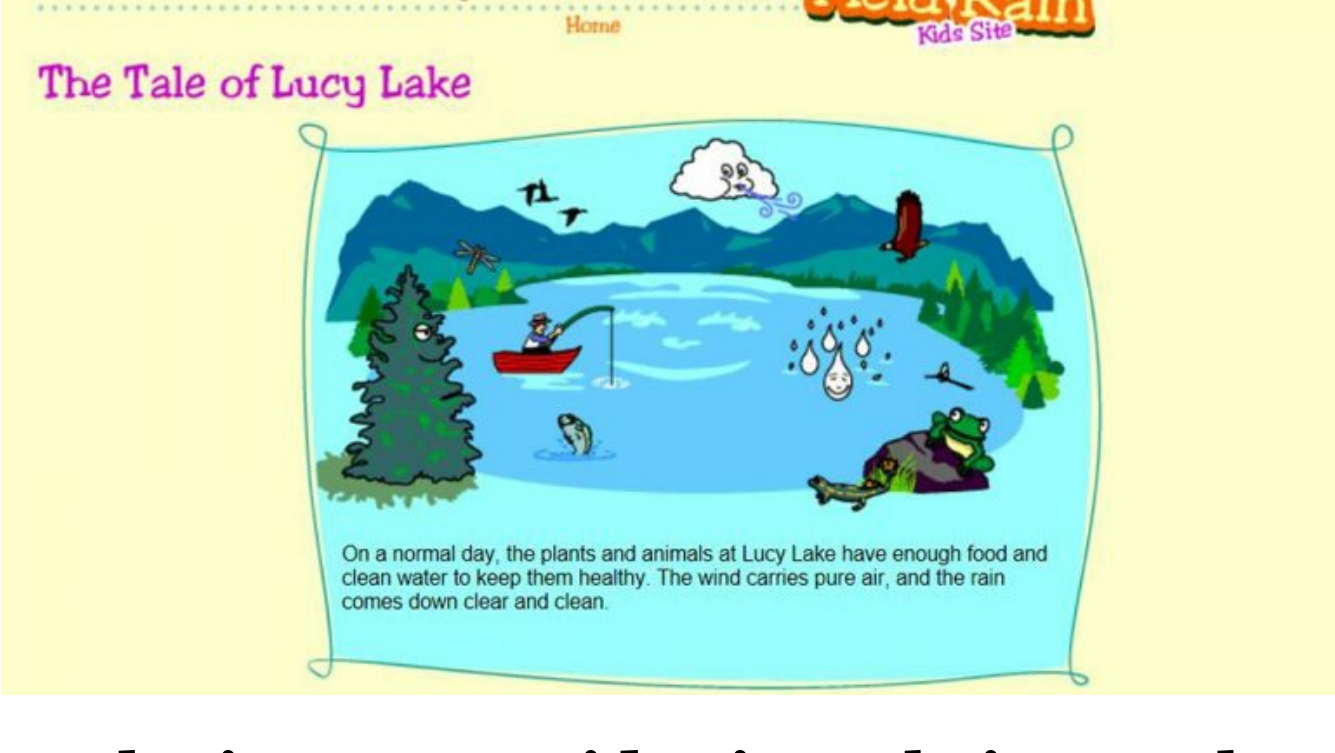 Home
Acid Rain
Kids Site
The Tale of Lucy Lake
On a normal day, the plants and animals at Lucy Lake have enough food and
clean water to keep them healthy. The wind carries pure air, and the rain
comes down clear and clean.